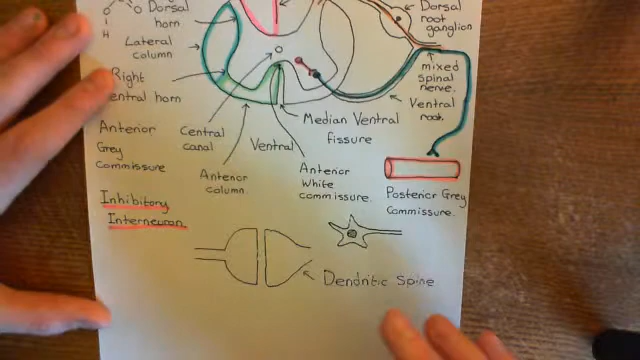 Dorsal
horn
O
O
H
Dorsal
root
ganglion
Lateral
column
mixed
spinal
nerve.
Right
Ventral horn
Ventral
root.
Anterior
Grey
Commissure
Central
canal
Ventral
Median Ventral
fissure
Anterior
column.
Anterior
White
commissure.
Posterior Grey
Commissure.
Inhibitory
Interneuron
Dendritic Spine